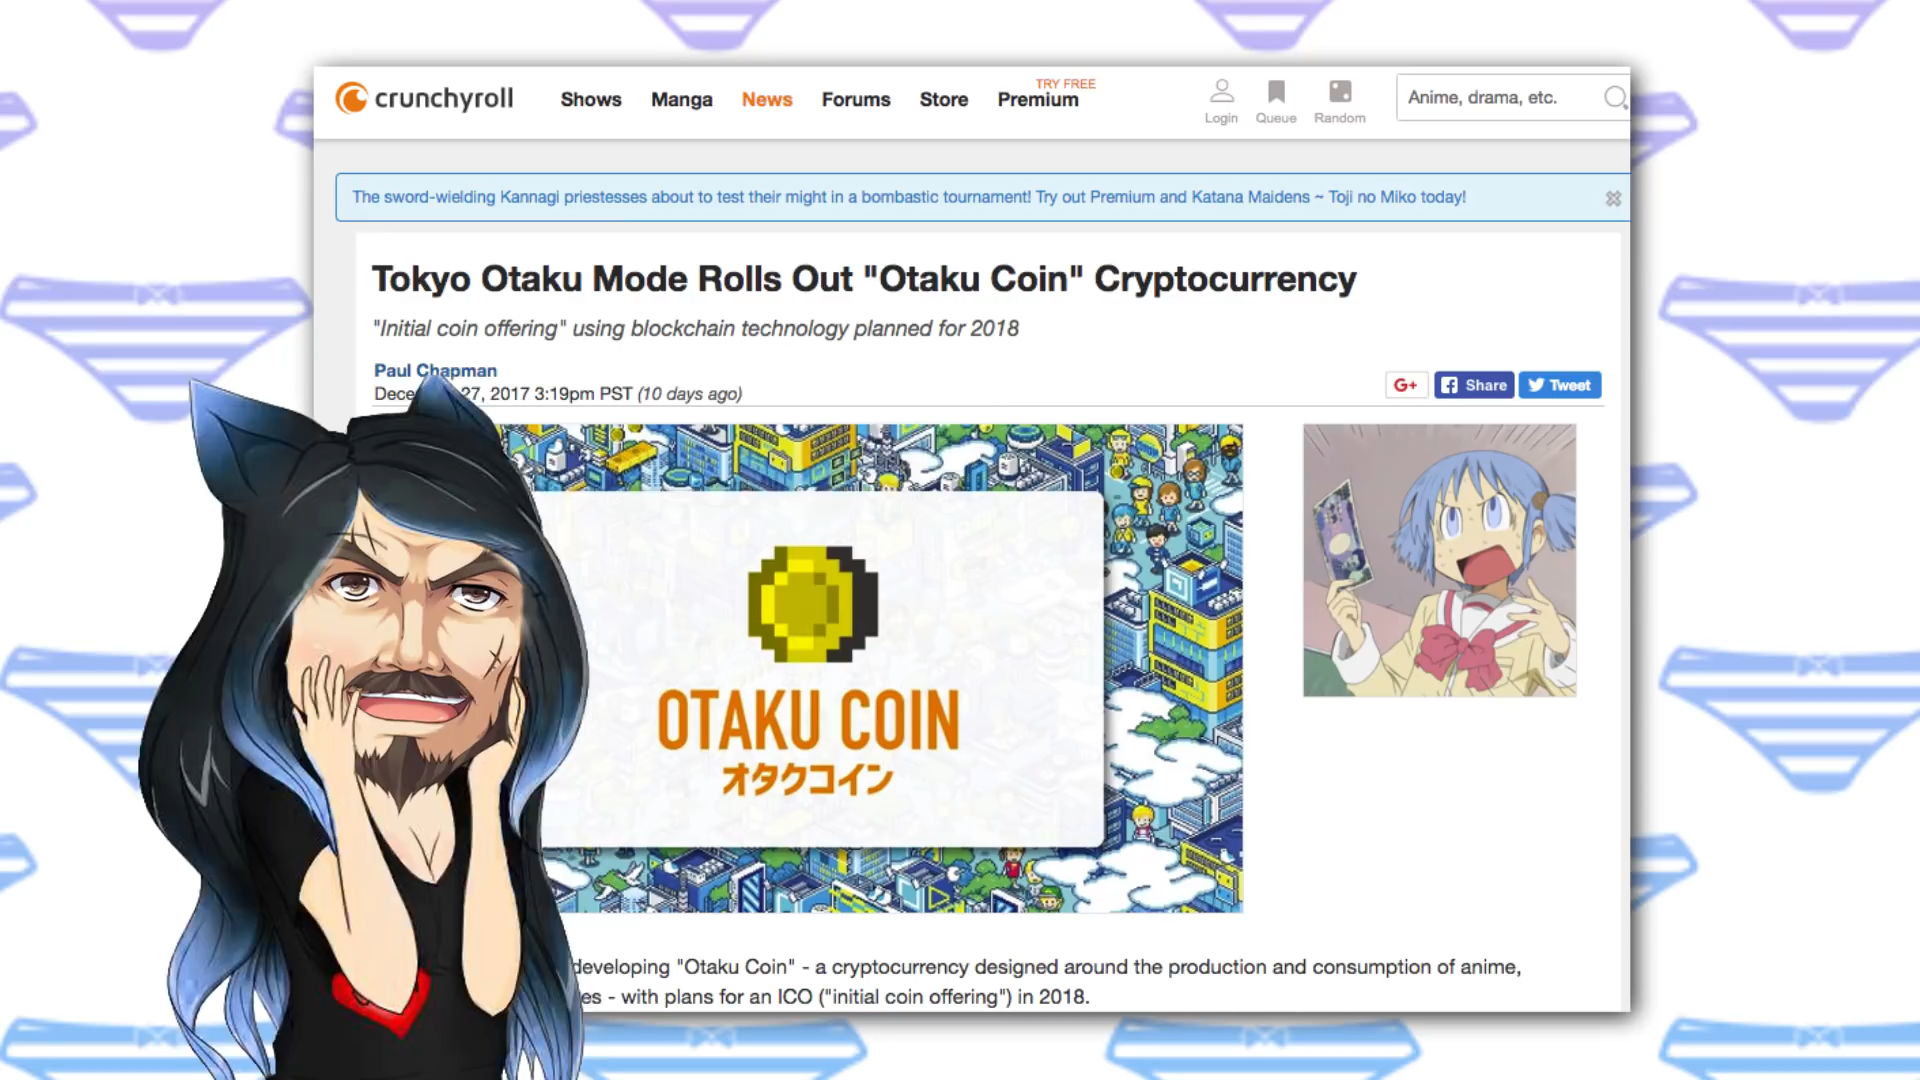 crunchyroll
Shows Manga News Forums Store TRY FREE Premium
Login Queue Random
Anime, drama, etc.
The sword-wielding Kannagi priestesses about to test their might in a bombastic tournament! Try out Premium and Katana Maidens ~ Toji no Miko today!
Tokyo Otaku Mode Rolls Out "Otaku Coin" Cryptocurrency
"Initial coin offering" using blockchain technology planned for 2018
Paul Chapman
27, 2017 3:19pm PST (10 days ago)
G+ Share Tweet
OTAKU COIN
オタクコイン
developing "Otaku Coin" - a cryptocurrency designed around the production and consumption of anime,
- with plans for an ICO ("initial coin offering") in 2018.